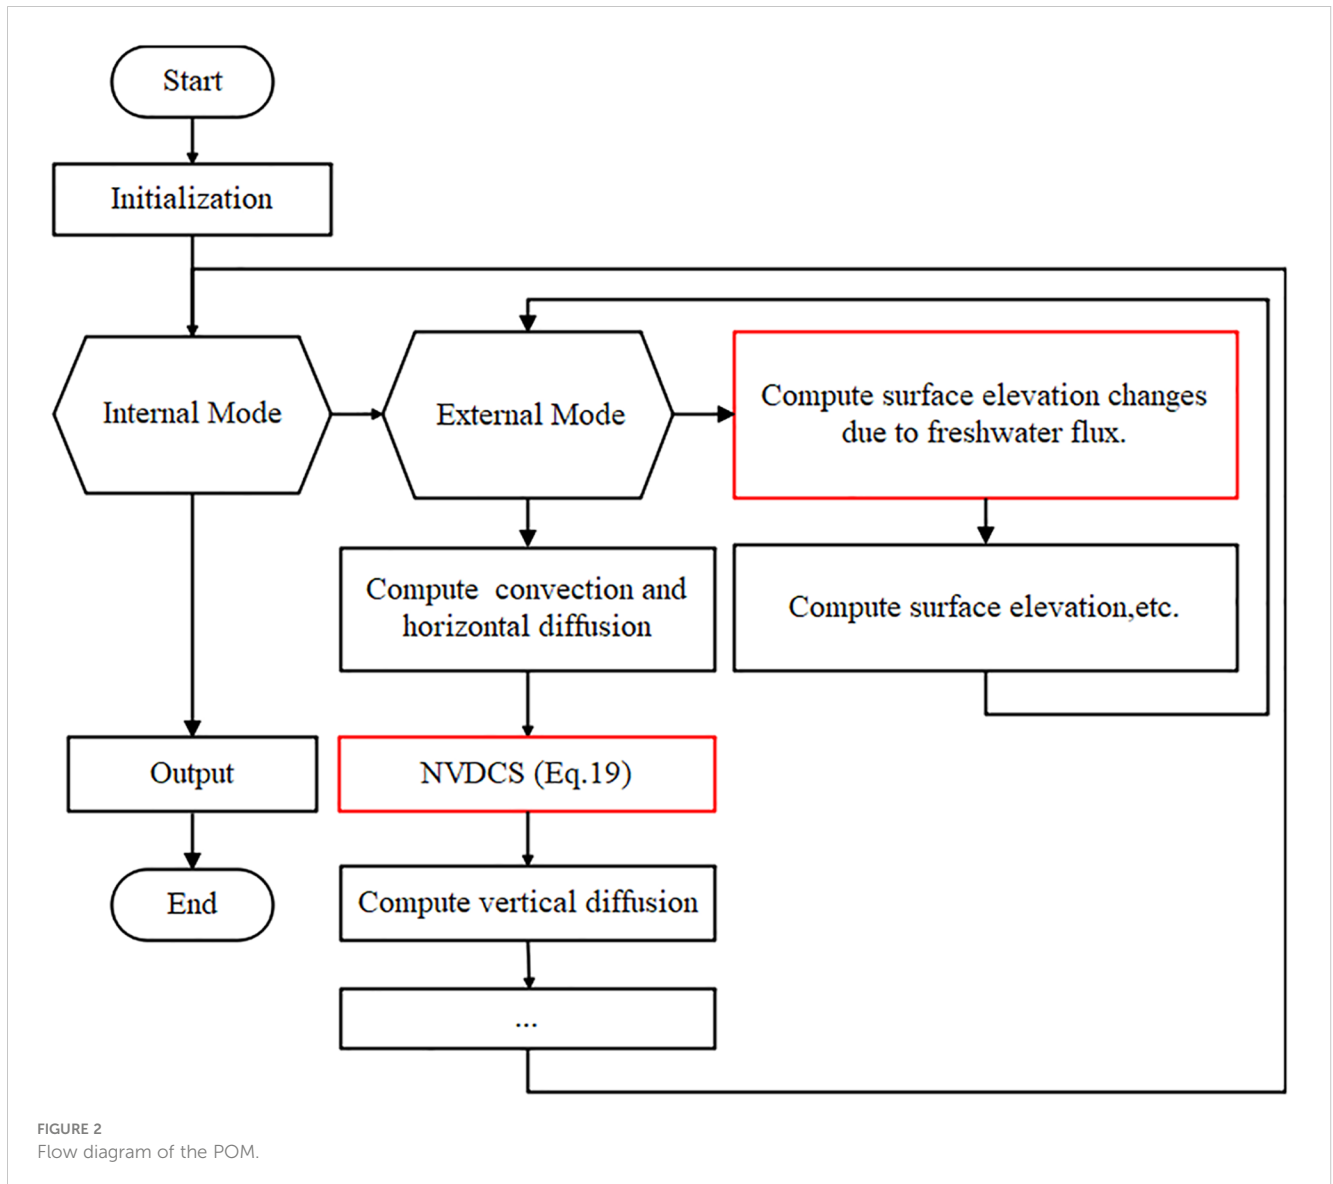 Start
Initialization
Internal Mode
External Mode
Compute surface elevation changes
due to freshwater flux.
Compute convection and
horizontal diffusion
Compute surface elevation,etc.
Output
NVDCS (Eq.19)
End
Compute vertical diffusion
...
FIGURE 2
Flow diagram of the POM.